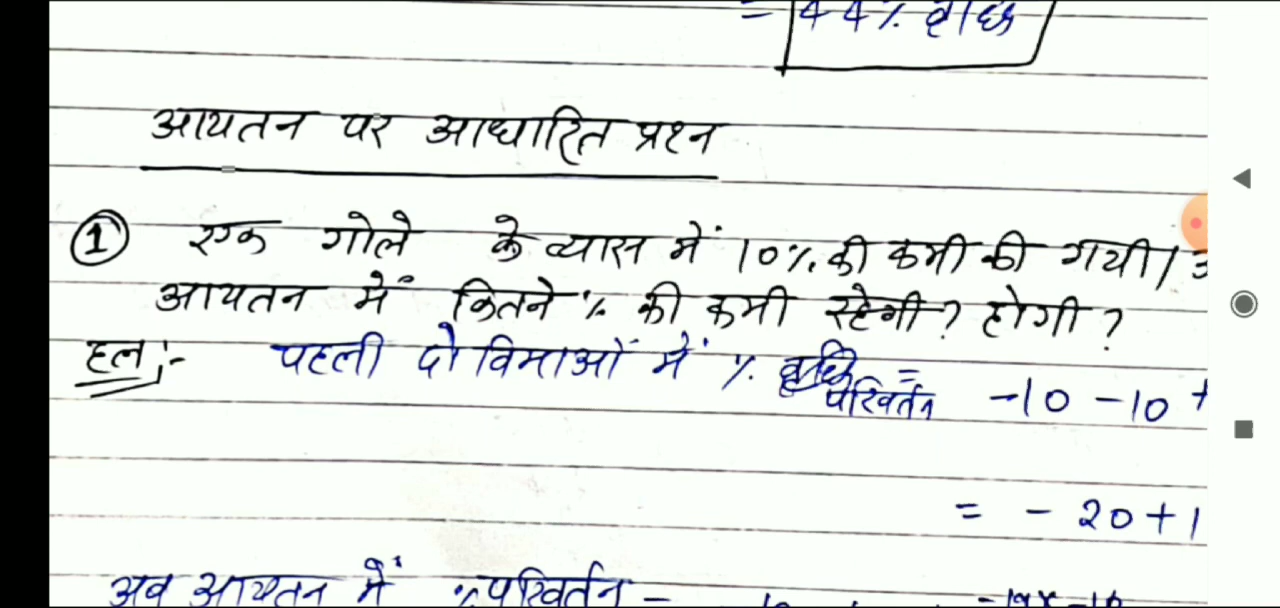 = 44% वृद्धि
आयतन पर आधारित प्रश्न
① एक गोले के व्यास में 10% की कमी की गयी।
आयतन में कितने % की कमी रहेगी? होगी?
हल:- पहली दो विमाओं में % वृद्धि =
परिवर्तन -10 -10 +
= - 20 + 1
अब आयतन में % परिवर्तन =